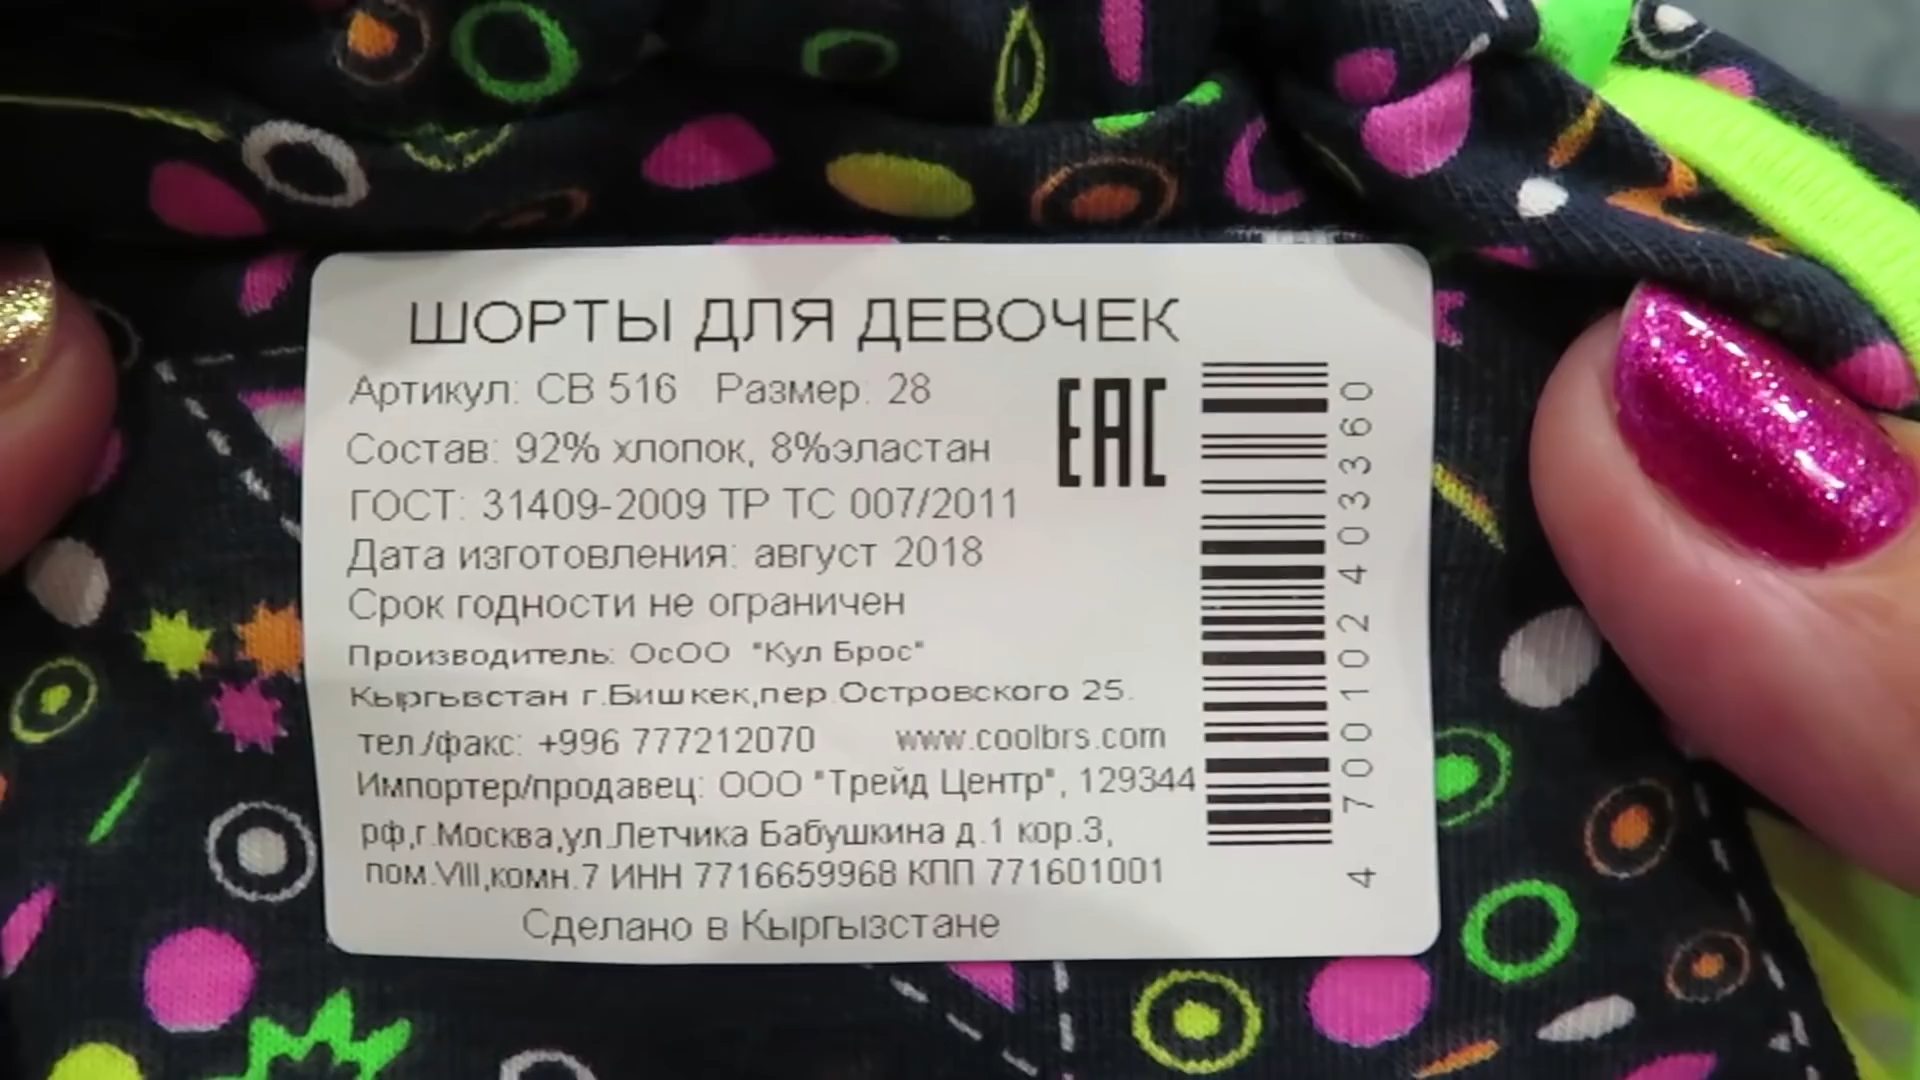 ШОРТЫ ДЛЯ ДЕВОЧЕК
Артикул: СВ 516 Размер: 28
Состав: 92% хлопок, 8%эластан
ГОСТ: 31409-2009 ТР ТС 007/2011
Дата изготовления: август 2018
Срок годности не ограничен
Производитель: ОсОО "Кул Брос"
Кыргывстан г.Бишкек,пер.Островского 25.
тел./факс: +996 777212070 www.coolbrs.com
Импортер/продавец: ООО "Трейд Центр", 129344
рф,г.Москва,ул.Летчика Бабушкина д.1 кор.3,
пом.VIII,комн.7 ИНН 7716659968 КПП 771601001
Сделано в Кыргызстане
EAC
4 700102 403360